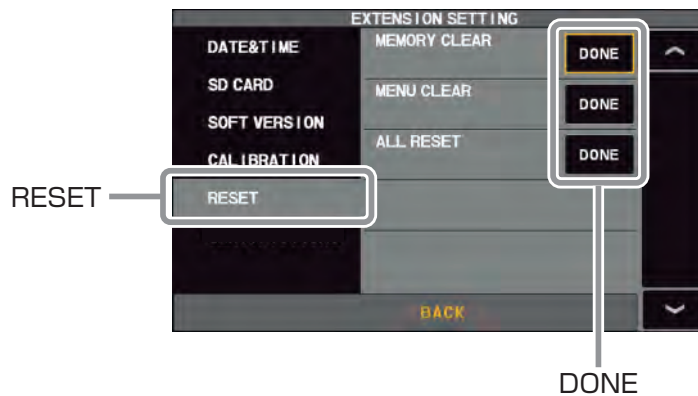 EXTENSION SETTING
DATE&TIME
SD CARD
SOFT VERSION
CALIBRATION
RESET
MEMORY CLEAR
DONE
MENU CLEAR
DONE
ALL RESET
DONE
BACK
RESET
DONE